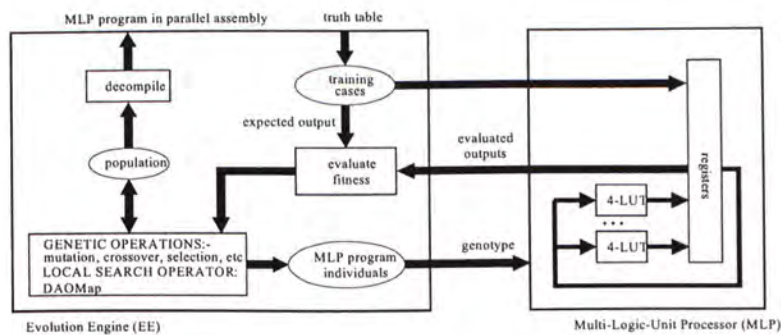 MLP program in parallel assembly
truth table
decompile
training
cases
expected output
evaluated
outputs
population
evaluate
fitness
registers
4-LUT
...
4-LUT
GENETIC OPERATIONS:-
mutation, crossover, selection, etc
LOCAL SEARCH OPERATOR:
DAOMap
MLP program
individuals
genotype
Evolution Engine (EE)
Multi-Logic-Unit Processor (MLP)